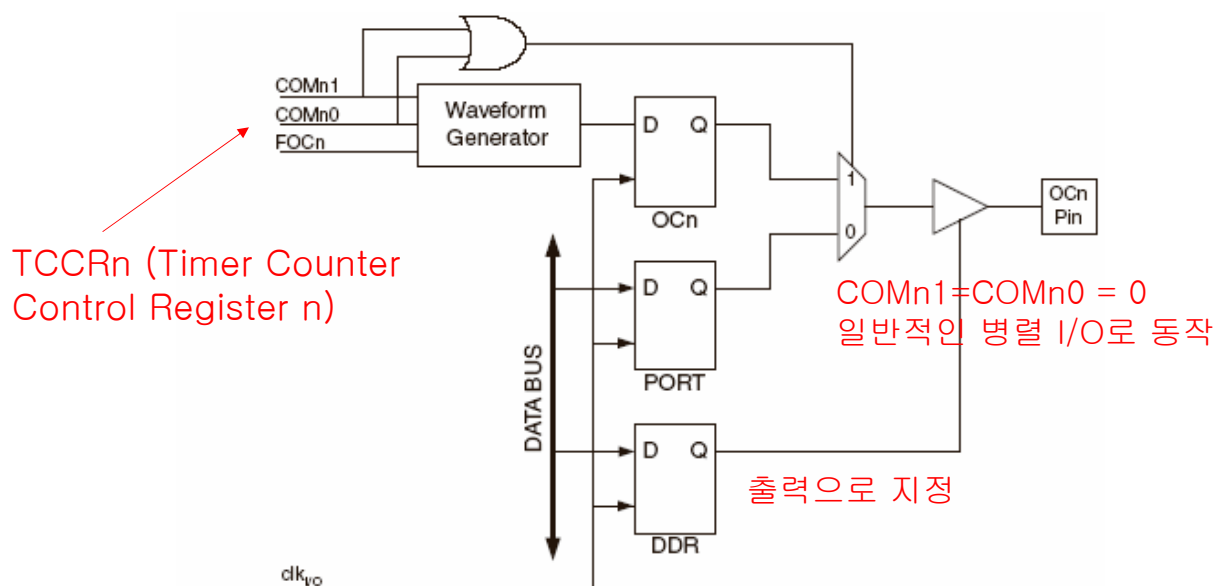 COMn1
COMn0
FOCn
Waveform
Generator
D Q
OCn
1
0
OCn
Pin
TCCRn (Timer Counter
Control Register n)
DATA BUS
D Q
PORT
COMn1=COMn0 = 0
일반적인 병렬 I/O로 동작
D Q
DDR
출력으로 지정
clkI/O